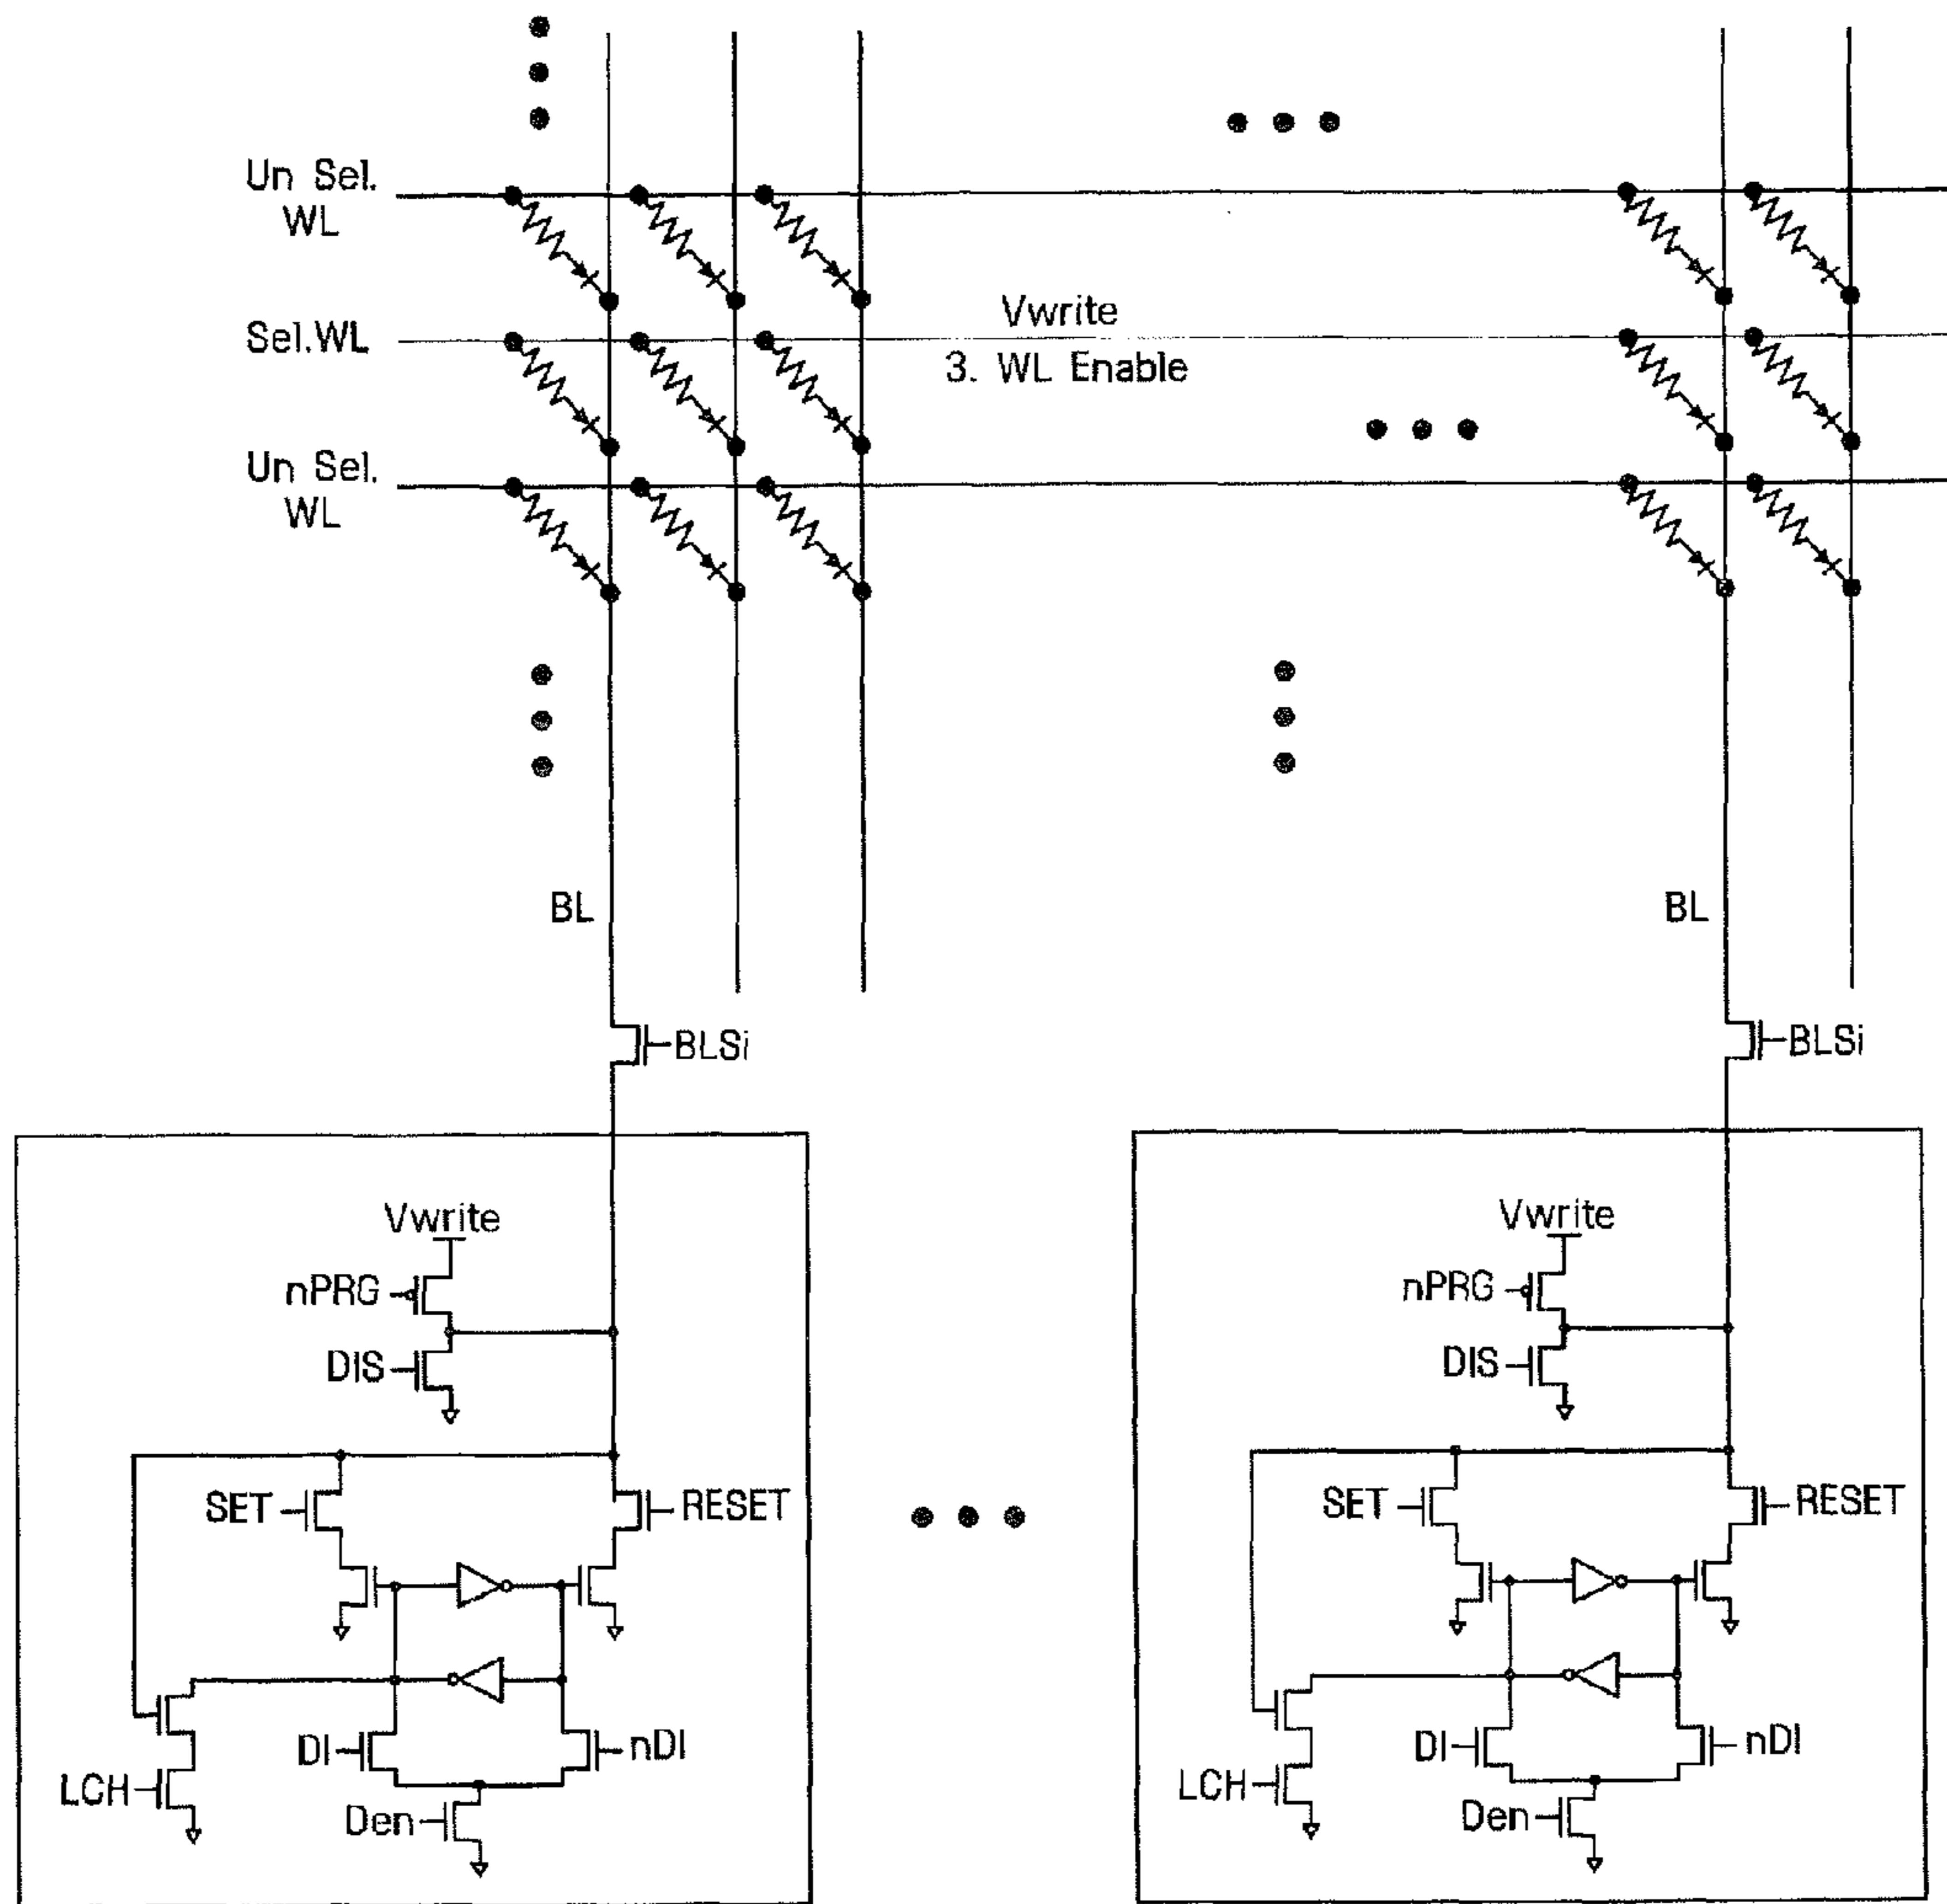 Un Sel.
WL
Sel.WL
Vwrite
3. WL Enable
Un Sel.
WL
BL
BL
BLSi
BLSi
Vwrite
nPRG
DIS
SET
RESET
DI
nDI
LCH
Den
Vwrite
nPRG
DIS
SET
RESET
DI
nDI
LCH
Den